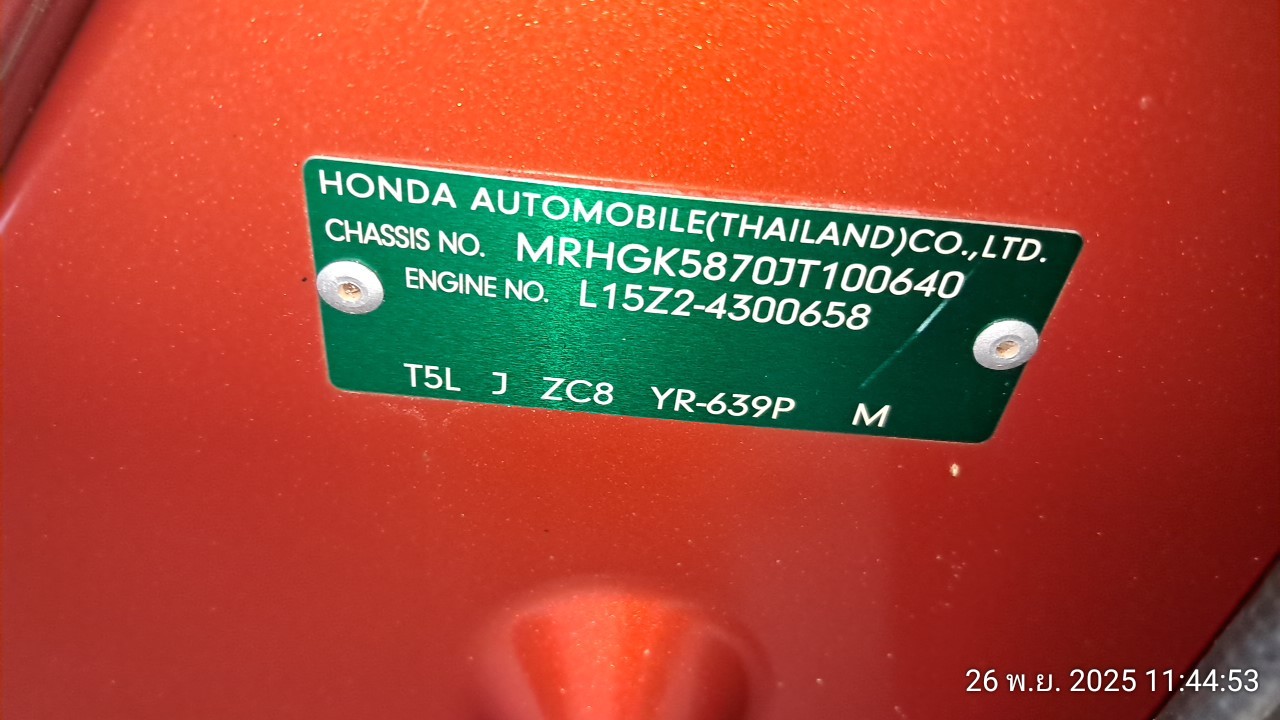 HONDA AUTOMOBILE(THAILAND)CO.,LTD.
CHASSIS NO. MRHGK5870JT100640
ENGINE NO. L15Z2-4300658
T5L J ZC8 YR-639P M
26 พ.ย. 2025 11:44:53